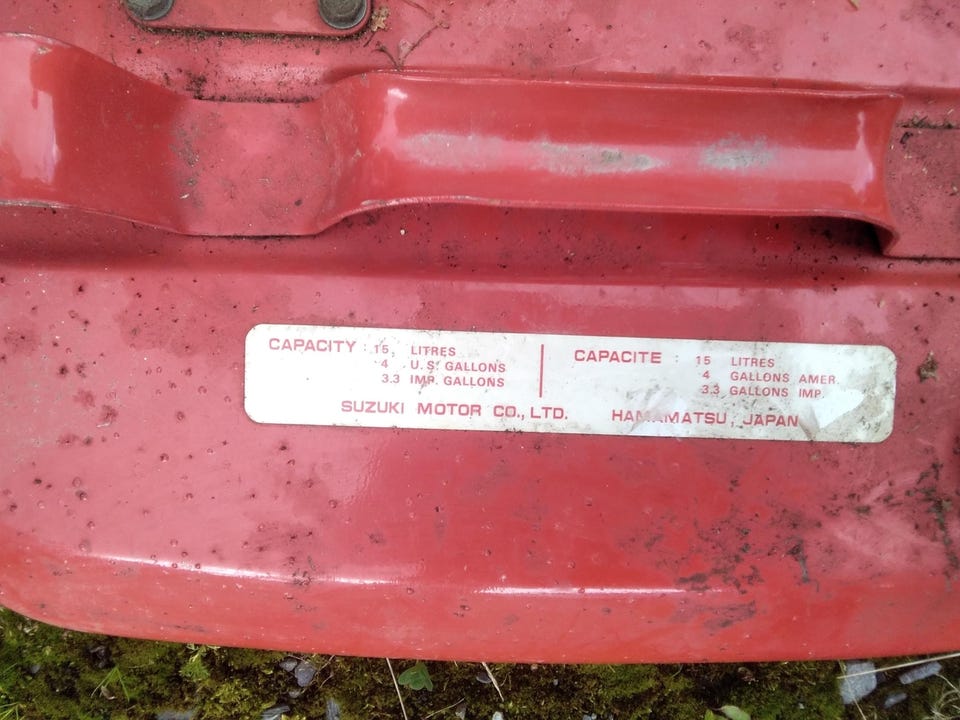 CAPACITY : 15, LITRES
4 U.S. GALLONS
3.3 IMP. GALLONS
CAPACITE : 15 LITRES
4 GALLONS AMER.
3.3 GALLONS IMP.
SUZUKI MOTOR CO., LTD. HAMAMATSU, JAPAN